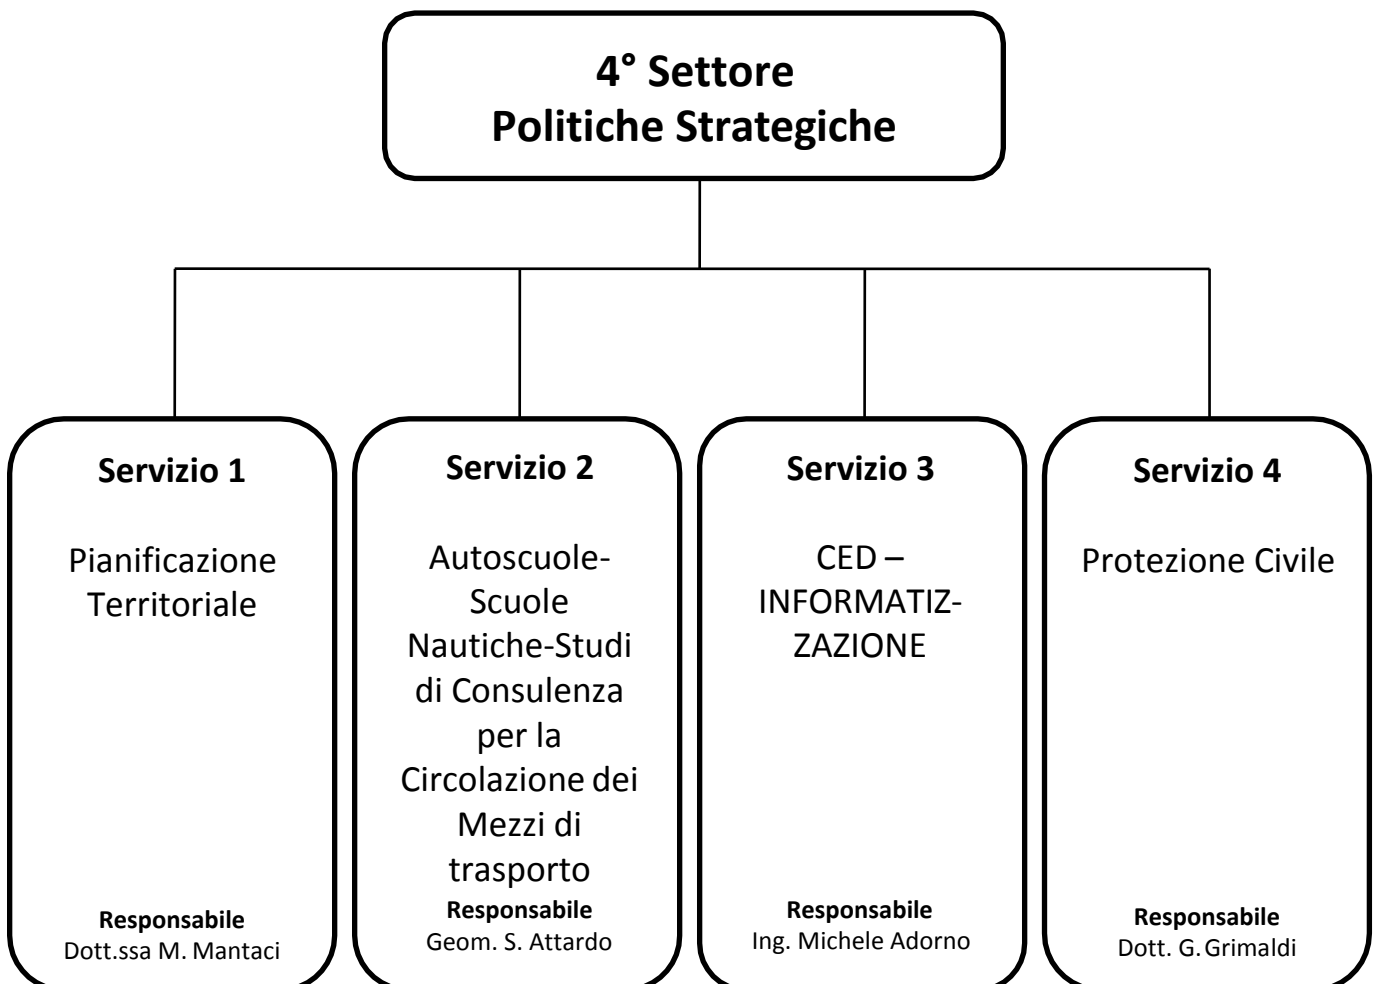 4° Settore
Politiche Strategiche
Servizio 1
Pianificazione
Territoriale
Responsabile
Dott.ssa M. Mantaci
Servizio 2
Autoscuole-
Scuole
Nautiche-Studi
di Consulenza
per la
Circolazione dei
Mezzi di
trasporto
Responsabile
Geom. S. Attardo
Servizio 3
CED –
INFORMATIZ-
ZAZIONE
Responsabile
Ing. Michele Adorno
Servizio 4
Protezione Civile
Responsabile
Dott. G.Grimaldi